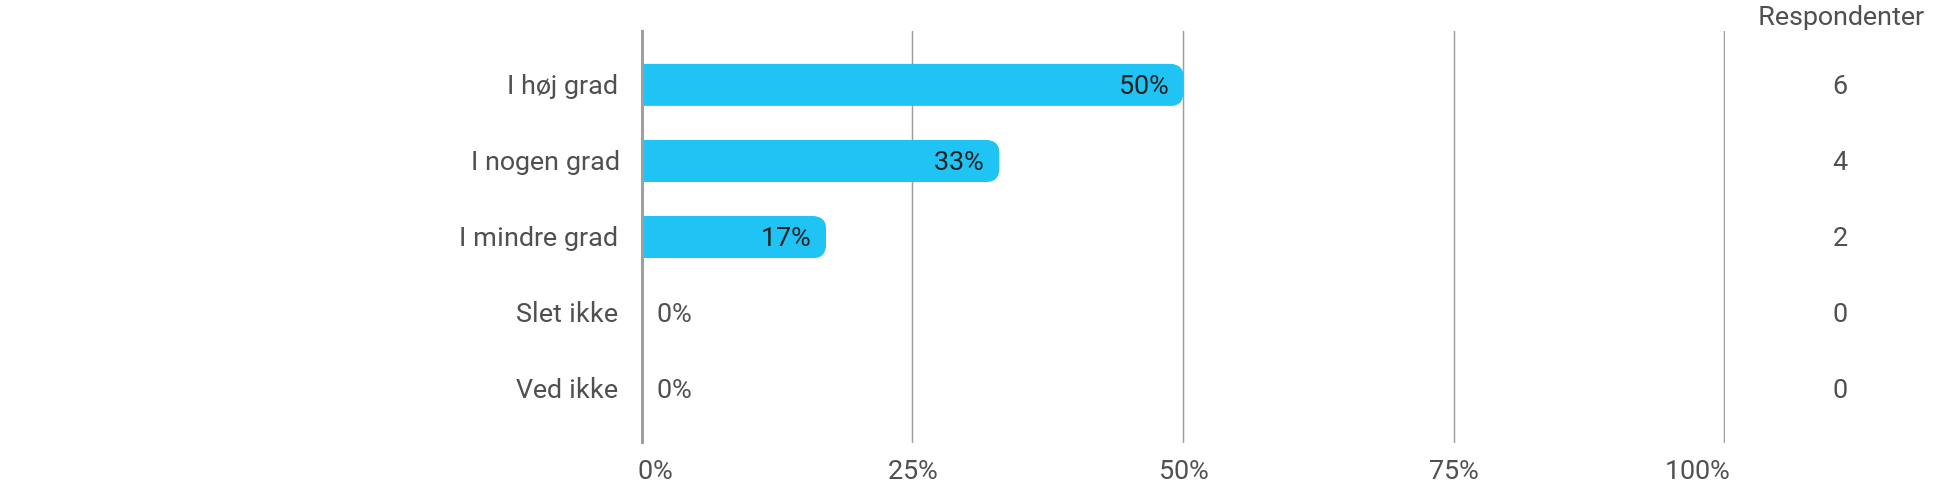 Respondenter
I høj grad 50% 6
I nogen grad 33% 4
I mindre grad 17% 2
Slet ikke 0% 0
Ved ikke 0% 0
0% 25% 50% 75% 100%